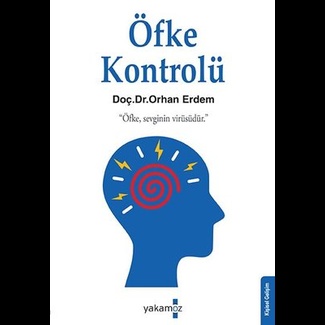 Öfke
Kontrolü
Doç.Dr.Orhan Erdem
“Öfke, sevginin virüsüdür.”
yakamoz
Kişisel Gelişim